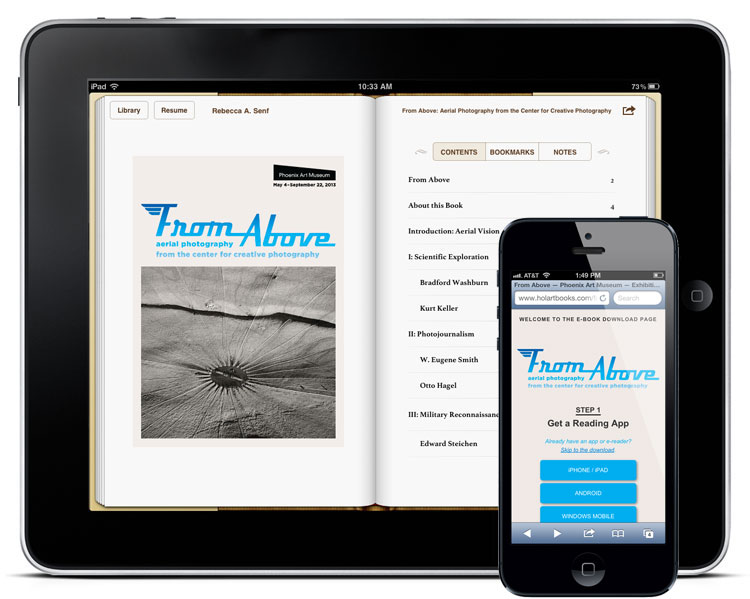 iPad
10:33 AM
73%
Library
Resume
Rebecca A. Senf
Phoenix Art Museum
May 4–September 22, 2013
From Above
aerial photography
from the center for creative photography
From Above: Aerial Photography from the Center for Creative Photography
CONTENTS
BOOKMARKS
NOTES
From Above 2
About this Book 4
Introduction: Aerial Vision
I: Scientific Exploration
Bradford Washburn
Kurt Keller
II: Photojournalism
W. Eugene Smith
Otto Hagel
III: Military Reconnaissanc
Edward Steichen
AT&T
1:49 PM
From Above — Phoenix Art Museum — Exhibiti...
www.holartbooks.com/
Search
WELCOME TO THE E-BOOK DOWNLOAD PAGE
From Above
aerial photography
from the center for creative photography
STEP 1
Get a Reading App
Already have an app or e-reader?
Skip to the download.
iPHONE / iPAD
ANDROID
WINDOWS MOBILE